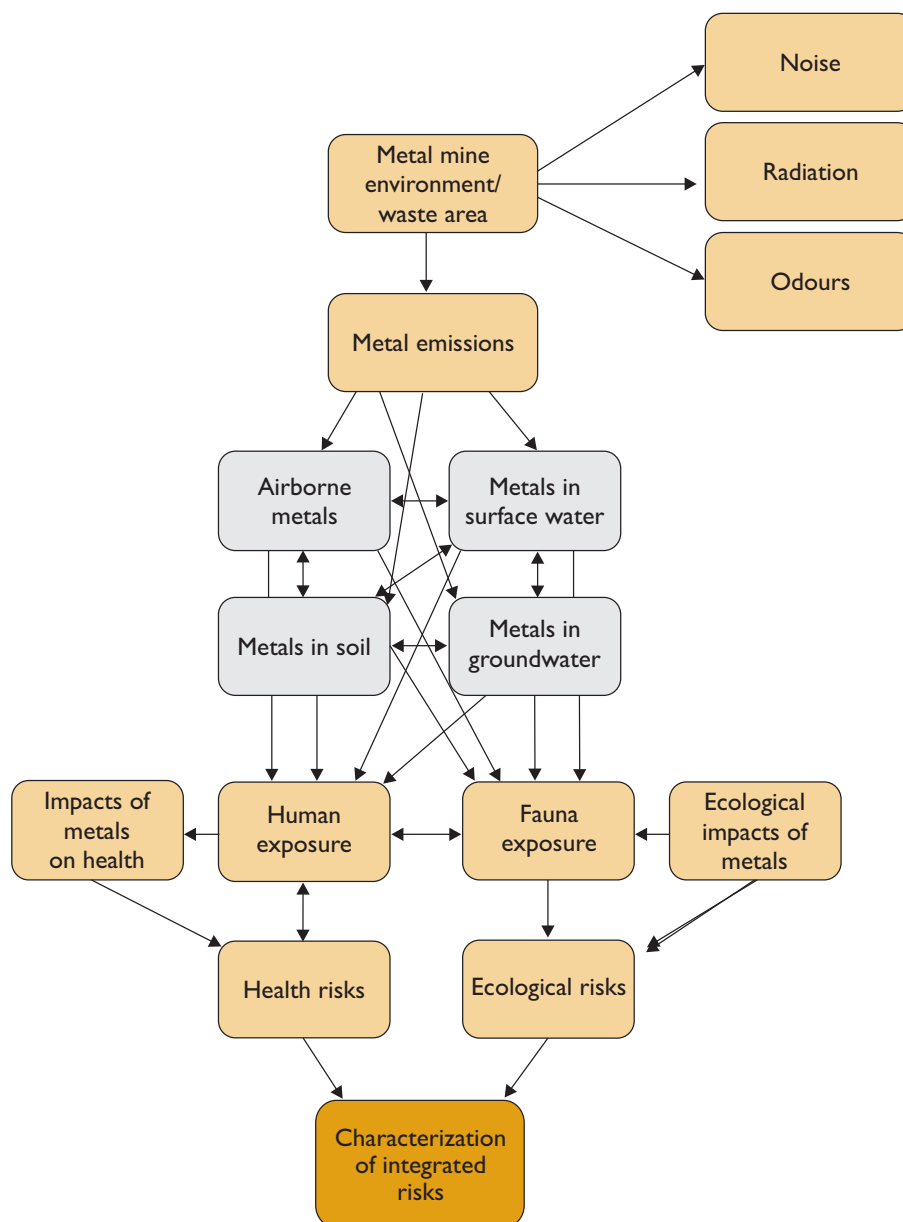 Noise
Metal mine
environment/
waste area
Radiation
Odours
Metal emissions
Airborne
metals
Metals in
surface water
Metals in soil
Metals in
groundwater
Impacts of
metals
on health
Human
exposure
Fauna
exposure
Ecological
impacts of
metals
Health risks
Ecological risks
Characterization
of integrated
risks